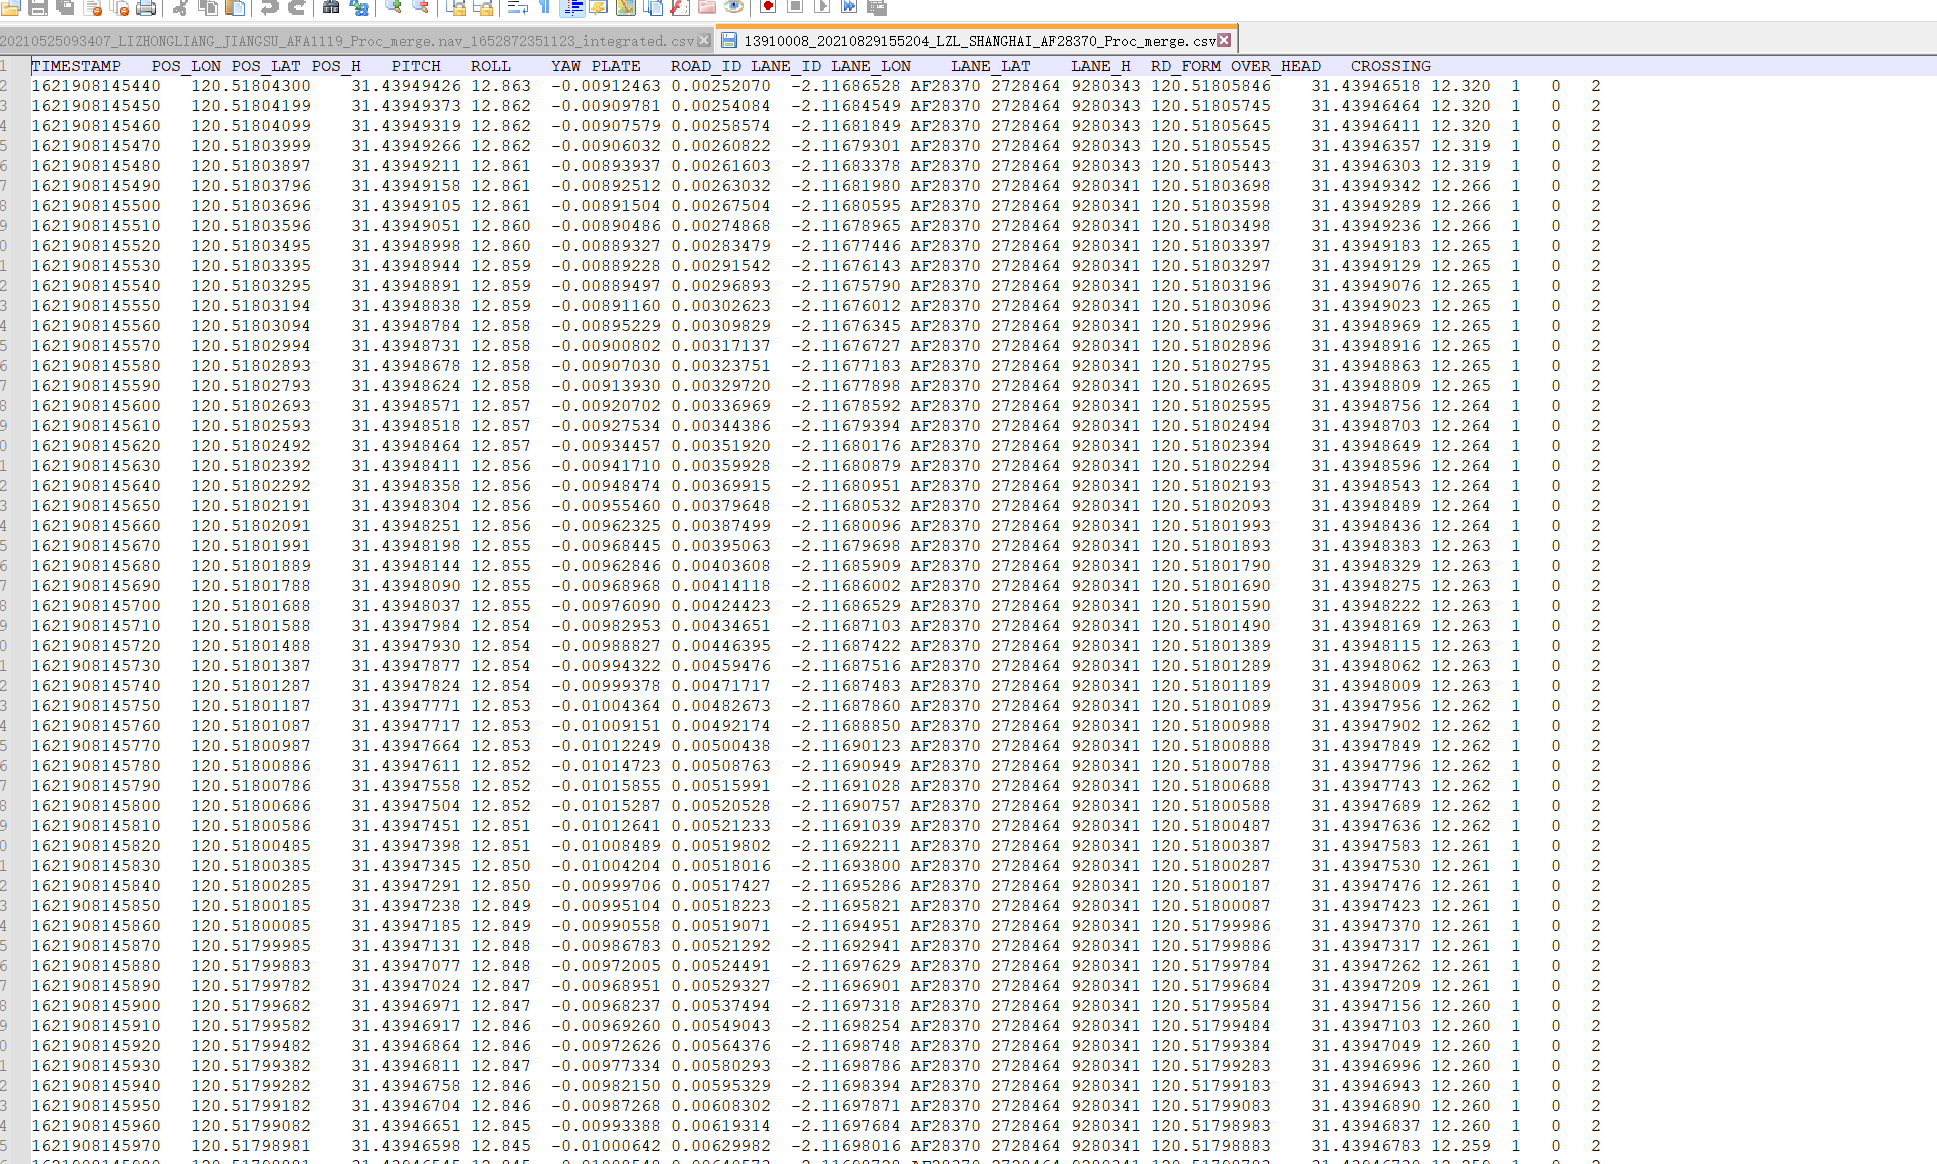 20210525093407_LIZHONGLIANG_JIANGSU_AFA1119_Proc_merge.nav_1652872351123_integrated.csv 13910008_20210829155204_LZL_SHANGHAI_AF28370_Proc_merge.csv
1 TIMESTAMP POS_LON POS_LAT POS_H PITCH ROLL YAW PLATE ROAD_ID LANE_ID LANE_LON LANE_LAT LANE_H RD_FORM OVER_HEAD CROSSING
2 1621908145440 120.51804300 31.43949426 12.863 -0.00912463 0.00252070 -2.11686528 AF28370 2728464 9280343 120.51805846 31.43946518 12.320 1 0 2
3 1621908145450 120.51804199 31.43949373 12.862 -0.00909781 0.00254084 -2.11684549 AF28370 2728464 9280343 120.51805745 31.43946464 12.320 1 0 2
4 1621908145460 120.51804099 31.43949319 12.862 -0.00907579 0.00258574 -2.11681849 AF28370 2728464 9280343 120.51805645 31.43946411 12.320 1 0 2
5 1621908145470 120.51803999 31.43949266 12.862 -0.00906032 0.00260822 -2.11679301 AF28370 2728464 9280343 120.51805545 31.43946357 12.319 1 0 2
6 1621908145480 120.51803897 31.43949211 12.861 -0.00893937 0.00261603 -2.11683378 AF28370 2728464 9280343 120.51805443 31.43946303 12.319 1 0 2
7 1621908145490 120.51803796 31.43949158 12.861 -0.00892512 0.00263032 -2.11681980 AF28370 2728464 9280341 120.51803698 31.43949342 12.266 1 0 2
8 1621908145500 120.51803696 31.43949105 12.861 -0.00891504 0.00267504 -2.11680595 AF28370 2728464 9280341 120.51803598 31.43949289 12.266 1 0 2
9 1621908145510 120.51803596 31.43949051 12.860 -0.00890486 0.00274868 -2.11678965 AF28370 2728464 9280341 120.51803498 31.43949236 12.266 1 0 2
0 1621908145520 120.51803495 31.43948998 12.860 -0.00889327 0.00283479 -2.11677446 AF28370 2728464 9280341 120.51803397 31.43949183 12.265 1 0 2
1 1621908145530 120.51803395 31.43948944 12.859 -0.00889228 0.00291542 -2.11676143 AF28370 2728464 9280341 120.51803297 31.43949129 12.265 1 0 2
2 1621908145540 120.51803295 31.43948891 12.859 -0.00889497 0.00296893 -2.11675790 AF28370 2728464 9280341 120.51803196 31.43949076 12.265 1 0 2
3 1621908145550 120.51803194 31.43948838 12.859 -0.00891160 0.00302623 -2.11676012 AF28370 2728464 9280341 120.51803096 31.43949023 12.265 1 0 2
4 1621908145560 120.51803094 31.43948784 12.858 -0.00895229 0.00309829 -2.11676345 AF28370 2728464 9280341 120.51802996 31.43948969 12.265 1 0 2
5 1621908145570 120.51802994 31.43948731 12.858 -0.00900802 0.00317137 -2.11676727 AF28370 2728464 9280341 120.51802896 31.43948916 12.265 1 0 2
6 1621908145580 120.51802893 31.43948678 12.858 -0.00907030 0.00323751 -2.11677183 AF28370 2728464 9280341 120.51802795 31.43948863 12.265 1 0 2
7 1621908145590 120.51802793 31.43948624 12.858 -0.00913930 0.00329720 -2.11677898 AF28370 2728464 9280341 120.51802695 31.43948809 12.265 1 0 2
8 1621908145600 120.51802693 31.43948571 12.857 -0.00920702 0.00336969 -2.11678592 AF28370 2728464 9280341 120.51802595 31.43948756 12.264 1 0 2
9 1621908145610 120.51802593 31.43948518 12.857 -0.00927534 0.00344386 -2.11679394 AF28370 2728464 9280341 120.51802494 31.43948703 12.264 1 0 2
0 1621908145620 120.51802492 31.43948464 12.857 -0.00934457 0.00351920 -2.11680176 AF28370 2728464 9280341 120.51802394 31.43948649 12.264 1 0 2
1 1621908145630 120.51802392 31.43948411 12.856 -0.00941710 0.00359928 -2.11680879 AF28370 2728464 9280341 120.51802294 31.43948596 12.264 1 0 2
2 1621908145640 120.51802292 31.43948358 12.856 -0.00948474 0.00369915 -2.11680951 AF28370 2728464 9280341 120.51802193 31.43948543 12.264 1 0 2
3 1621908145650 120.51802191 31.43948304 12.856 -0.00955460 0.00379648 -2.11680532 AF28370 2728464 9280341 120.51802093 31.43948489 12.264 1 0 2
4 1621908145660 120.51802091 31.43948251 12.856 -0.00962325 0.00387499 -2.11680096 AF28370 2728464 9280341 120.51801993 31.43948436 12.264 1 0 2
5 1621908145670 120.51801991 31.43948198 12.855 -0.00968445 0.00395063 -2.11679698 AF28370 2728464 9280341 120.51801893 31.43948383 12.263 1 0 2
6 1621908145680 120.51801889 31.43948144 12.855 -0.00962846 0.00403608 -2.11685909 AF28370 2728464 9280341 120.51801790 31.43948329 12.263 1 0 2
7 1621908145690 120.51801788 31.43948090 12.855 -0.00968968 0.00414118 -2.11686002 AF28370 2728464 9280341 120.51801690 31.43948275 12.263 1 0 2
8 1621908145700 120.51801688 31.43948037 12.855 -0.00976090 0.00424423 -2.11686529 AF28370 2728464 9280341 120.51801590 31.43948222 12.263 1 0 2
9 1621908145710 120.51801588 31.43947984 12.854 -0.00982953 0.00434651 -2.11687103 AF28370 2728464 9280341 120.51801490 31.43948169 12.263 1 0 2
0 1621908145720 120.51801488 31.43947930 12.854 -0.00988827 0.00446395 -2.11687422 AF28370 2728464 9280341 120.51801389 31.43948115 12.263 1 0 2
1 1621908145730 120.51801387 31.43947877 12.854 -0.00994322 0.00459476 -2.11687516 AF28370 2728464 9280341 120.51801289 31.43948062 12.263 1 0 2
2 1621908145740 120.51801287 31.43947824 12.854 -0.00999378 0.00471717 -2.11687483 AF28370 2728464 9280341 120.51801189 31.43948009 12.263 1 0 2
3 1621908145750 120.51801187 31.43947771 12.853 -0.01004364 0.00482673 -2.11687860 AF28370 2728464 9280341 120.51801089 31.43947956 12.262 1 0 2
4 1621908145760 120.51801087 31.43947717 12.853 -0.01009151 0.00492174 -2.11688850 AF28370 2728464 9280341 120.51800988 31.43947902 12.262 1 0 2
5 1621908145770 120.51800987 31.43947664 12.853 -0.01012249 0.00500438 -2.11690123 AF28370 2728464 9280341 120.51800888 31.43947849 12.262 1 0 2
6 1621908145780 120.51800886 31.43947611 12.852 -0.01014723 0.00508763 -2.11690949 AF28370 2728464 9280341 120.51800788 31.43947796 12.262 1 0 2
7 1621908145790 120.51800786 31.43947558 12.852 -0.01015855 0.00515991 -2.11691028 AF28370 2728464 9280341 120.51800688 31.43947743 12.262 1 0 2
8 1621908145800 120.51800686 31.43947504 12.852 -0.01015287 0.00520528 -2.11690757 AF28370 2728464 9280341 120.51800588 31.43947689 12.262 1 0 2
9 1621908145810 120.51800586 31.43947451 12.851 -0.01012641 0.00521233 -2.11691039 AF28370 2728464 9280341 120.51800487 31.43947636 12.262 1 0 2
0 1621908145820 120.51800485 31.43947398 12.851 -0.01008489 0.00519802 -2.11692211 AF28370 2728464 9280341 120.51800387 31.43947583 12.261 1 0 2
1 1621908145830 120.51800385 31.43947345 12.850 -0.01004204 0.00518016 -2.11693800 AF28370 2728464 9280341 120.51800287 31.43947530 12.261 1 0 2
2 1621908145840 120.51800285 31.43947291 12.850 -0.00999706 0.00517427 -2.11695286 AF28370 2728464 9280341 120.51800187 31.43947476 12.261 1 0 2
3 1621908145850 120.51800185 31.43947238 12.849 -0.00995104 0.00518223 -2.11695821 AF28370 2728464 9280341 120.51800087 31.43947423 12.261 1 0 2
4 1621908145860 120.51800085 31.43947185 12.849 -0.00990558 0.00519071 -2.11694951 AF28370 2728464 9280341 120.51799986 31.43947370 12.261 1 0 2
5 1621908145870 120.51799985 31.43947131 12.848 -0.00986783 0.00521292 -2.11692941 AF28370 2728464 9280341 120.51799886 31.43947317 12.261 1 0 2
6 1621908145880 120.51799883 31.43947077 12.848 -0.00972005 0.00524491 -2.11697629 AF28370 2728464 9280341 120.51799784 31.43947262 12.261 1 0 2
7 1621908145890 120.51799782 31.43947024 12.847 -0.00968951 0.00529327 -2.11696901 AF28370 2728464 9280341 120.51799684 31.43947209 12.261 1 0 2
8 1621908145900 120.51799682 31.43946971 12.847 -0.00968237 0.00537494 -2.11697318 AF28370 2728464 9280341 120.51799584 31.43947156 12.260 1 0 2
9 1621908145910 120.51799582 31.43946917 12.846 -0.00969260 0.00549043 -2.11698254 AF28370 2728464 9280341 120.51799484 31.43947103 12.260 1 0 2
0 1621908145920 120.51799482 31.43946864 12.846 -0.00972626 0.00564376 -2.11698748 AF28370 2728464 9280341 120.51799384 31.43947049 12.260 1 0 2
1 1621908145930 120.51799382 31.43946811 12.847 -0.00977334 0.00580293 -2.11698786 AF28370 2728464 9280341 120.51799283 31.43946996 12.260 1 0 2
2 1621908145940 120.51799282 31.43946758 12.846 -0.00982150 0.00595329 -2.11698394 AF28370 2728464 9280341 120.51799183 31.43946943 12.260 1 0 2
3 1621908145950 120.51799182 31.43946704 12.846 -0.00987268 0.00608302 -2.11697871 AF28370 2728464 9280341 120.51799083 31.43946890 12.260 1 0 2
4 1621908145960 120.51799082 31.43946651 12.845 -0.00993388 0.00619314 -2.11697684 AF28370 2728464 9280341 120.51798983 31.43946837 12.260 1 0 2
5 1621908145970 120.51798981 31.43946598 12.845 -0.01000642 0.00629982 -2.11698016 AF28370 2728464 9280341 120.51798883 31.43946783 12.259 1 0 2